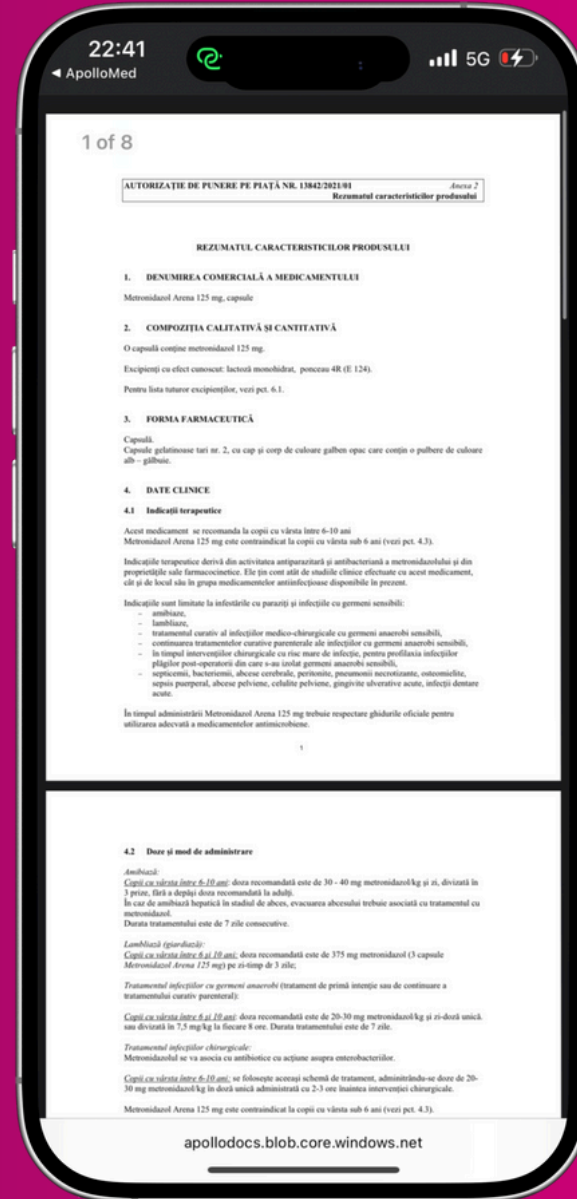 22:41
5G
◄ ApolloMed
1 of 8
AUTORIZAȚIE DE PUNERE PE PIAȚĂ NR. 13842/2021/01 Anexa 2
Rezumatul caracteristicilor produsului
REZUMATUL CARACTERISTICILOR PRODUSULUI
1. DENUMIREA COMERCIALĂ A MEDICAMENTULUI
Metronidazol Arena 125 mg, capsule
2. COMPOZIȚIA CALITATIVĂ ȘI CANTITATIVĂ
O capsulă conține metronidazol 125 mg.
Excipienți cu efect cunoscut: lactoză monohidrat, ponceau 4R (E 124).
Pentru lista tuturor excipienților, vezi pct. 6.1.
3. FORMA FARMACEUTICĂ
Capsulă.
Capsule gelatinoase tari nr. 2, cu cap și corp de culoare galben opac care conțin o pulbere de culoare
alb – gălbuie.
4. DATE CLINICE
4.1 Indicații terapeutice
Acest medicament se recomanda la copii cu vârsta între 6-10 ani
Metronidazol Arena 125 mg este contraindicat la copii cu vârsta sub 6 ani (vezi pct. 4.3).
Indicațiile terapeutice derivă din activitatea antiparazitară și antibacteriană a metronidazolului și din
proprietățile sale farmacocinetice. Ele țin cont atât de studiile clinice efectuate cu acest medicament,
cât și de locul său în grupa medicamentelor antiinfecțioase disponibile în prezent.
Indicațiile sunt limitate la infestările cu paraziți și infecțiile cu germeni sensibili:
– amibiaze,
– lambliaze,
– tratamentul curativ al infecțiilor medico-chirurgicale cu germeni anaerobi sensibili,
– continuarea tratamentelor curative parenterale ale infecțiilor cu germeni anaerobi sensibili,
– în timpul intervențiilor chirurgicale cu risc mare de infecție, pentru profilaxia infecțiilor
plăgilor post-operatorii din care s-au izolat germeni anaerobi sensibili,
– septicemii, bacteriemii, abcese cerebrale, peritonite, pneumonii necrotizante, osteomielite,
sepsis puerperal, abcese pelviene, celulite pelviene, gingivite ulverative acute, infecții dentare
acute.
În timpul administrării Metronidazol Arena 125 mg trebuie respectare ghidurile oficiale pentru
utilizarea adecvată a medicamentelor antimicrobiene.
1
4.2 Doze și mod de administrare
Amibiază:
Copii cu vârsta între 6-10 ani: doza recomandată este de 30 - 40 mg metronidazol/kg și zi, divizată în
3 prize, fără a depăși doza recomandată la adulți.
În caz de amibiază hepatică în stadiul de abces, evacuarea abcesului trebuie asociată cu tratamentul cu
metronidazol.
Durata tratamentului este de 7 zile consecutive.
Lambliază (giardiază):
Copii cu vârsta între 6 și 10 ani: doza recomandată este de 375 mg metronidazol (3 capsule
Metronidazol Arena 125 mg) pe zi-timp dr 3 zile;
Tratamentul infecțiilor cu germeni anaerobi (tratament de primă intenție sau de continuare a
tratamentului curativ parenteral):
Copii cu vârsta între 6 și 10 ani: doza recomandată este de 20-30 mg metronidazol/kg și zi-doză unică.
sau divizată în 7,5 mg/kg la fiecare 8 ore. Durata tratamentului este de 7 zile.
Tratamentul infecțiilor chirurgicale:
Metronidazolul se va asocia cu antibiotice cu acțiune asupra enterobacteriilor.
Copii cu vârsta între 6-10 ani: se folosește aceeași schemă de tratament, adminitrându-se doze de 20-
30 mg metronidazol/kg în doză unică administrată cu 2-3 ore înaintea intervenției chirurgicale.
Metronidazol Arena 125 mg este contraindicat la copii cu vârsta sub 6 ani (vezi pct. 4.3).
apollodocs.blob.core.windows.net